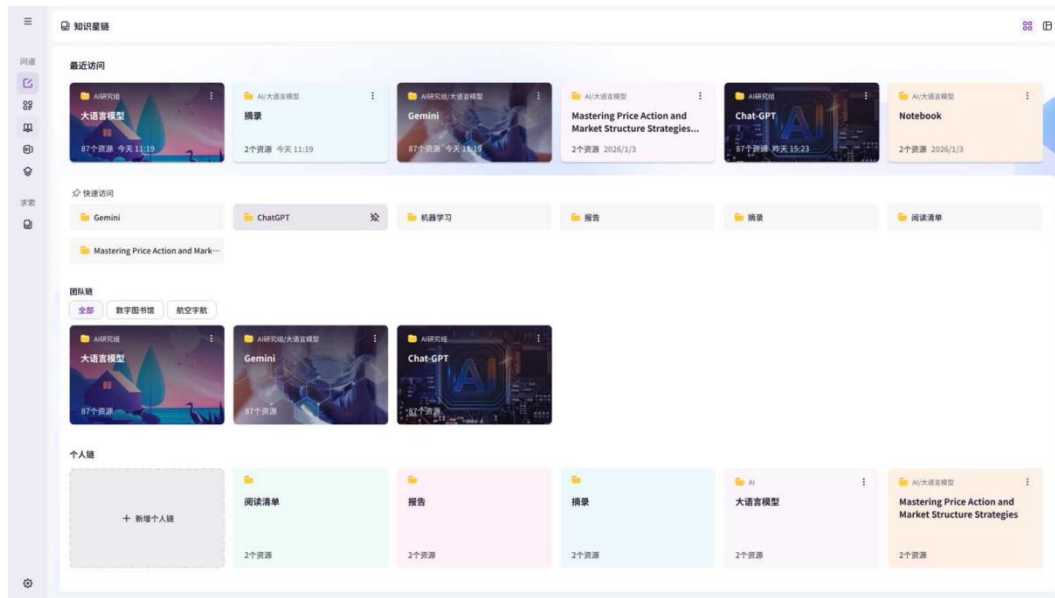 知识星链
问道
求索
最近访问
AI研究组
大语言模型
87个资源 今天 11:19
AI/大语言模型
摘录
2个资源 今天 11:19
AI研究组/大语言模型
Gemini
87个资源 今天 11:19
AI/大语言模型
Mastering Price Action and
Market Structure Strategies...
2个资源 2026/1/3
AI研究组
Chat-GPT
87个资源 昨天 15:23
AI/大语言模型
Notebook
2个资源 2026/1/3
快速访问
Gemini
ChatGPT
机器学习
报告
摘录
阅读清单
Mastering Price Action and Mark…
团队链
全部
数字图书馆
航空宇航
AI研究组
大语言模型
87个资源
AI研究组/大语言模型
Gemini
87个资源
AI研究组
Chat-GPT
AI
87个资源
个人链
+ 新增个人链
阅读清单
2个资源
报告
2个资源
摘录
2个资源
AI
大语言模型
2个资源
AI/大语言模型
Mastering Price Action and
Market Structure Strategies
2个资源